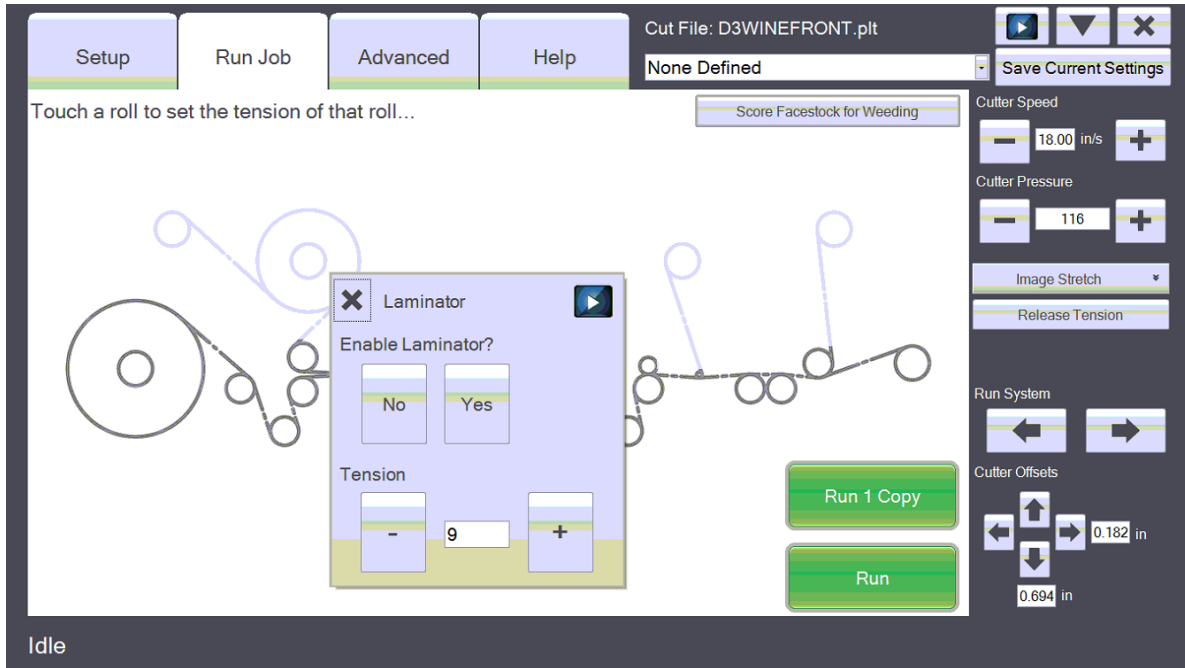 Setup
Run Job
Advanced
Help
Cut File: D3WINEFRONT.plt
None Defined
Save Current Settings
Touch a roll to set the tension of that roll...
Score Facestock for Weeding
Cutter Speed
18.00 in/s
Cutter Pressure
116
Image Stretch
Release Tension
Laminator
Enable Laminator?
No
Yes
Tension
-
9
+
Run 1 Copy
Run
Run System
Cutter Offsets
0.182 in
0.694 in
Idle